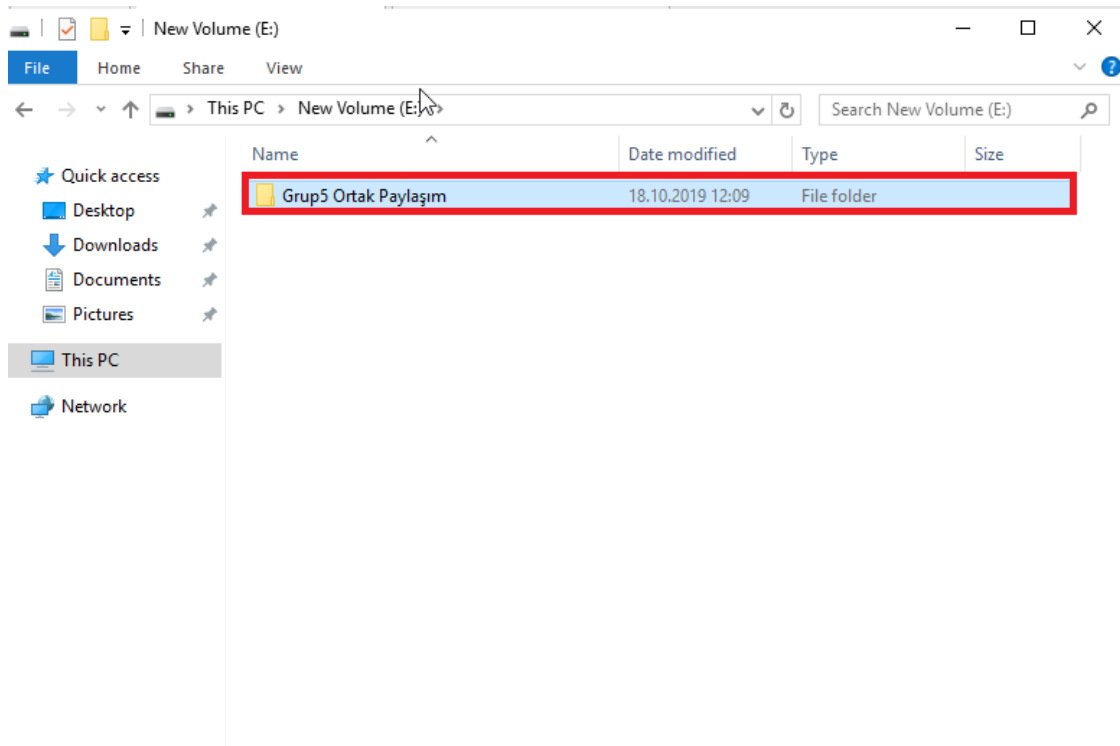 New Volume (E:)
File Home Share View
This PC > New Volume (E:) >
Search New Volume (E:)
Name Date modified Type Size
Quick access
Grup5 Ortak Paylaşım 18.10.2019 12:09 File folder
Desktop
Downloads
Documents
Pictures
This PC
Network